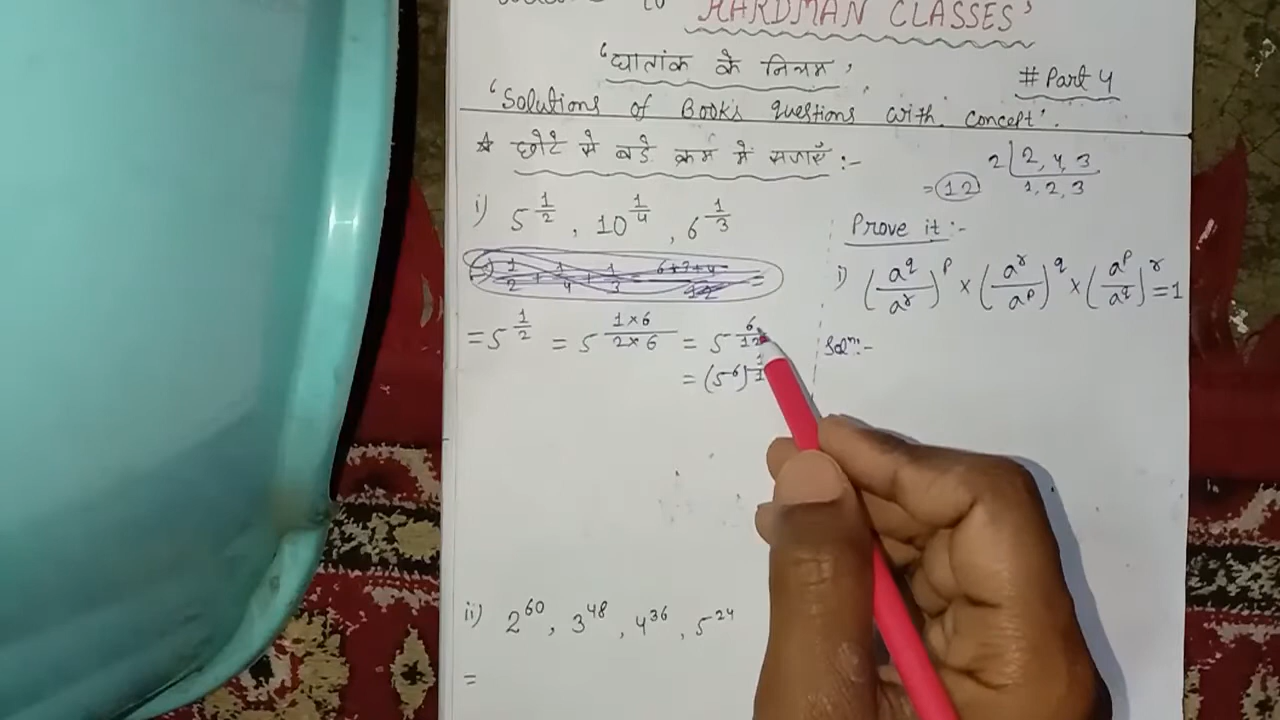 to HARDMAN CLASSES'
'घातांक के नियम'
# Part 4
'Solutions of Book's questions with concept'.
☆ छोटे से बड़े क्रम में सजाएँ :-
2 | 2, 4, 3
1, 2, 3
= 12
i) 5^{1/2}, 10^{1/4}, 6^{1/3}
= 5^{1/2} = 5^{1×6/2×6} = 5^{6/12}
= (5^6)^{1/1
ii) 2^{60}, 3^{48}, 4^{36}, 5^{24}
=
Prove it :-
i) (a^q/a^r)^p × (a^r/a^p)^q × (a^p/a^q)^r = 1
Sol^n:-